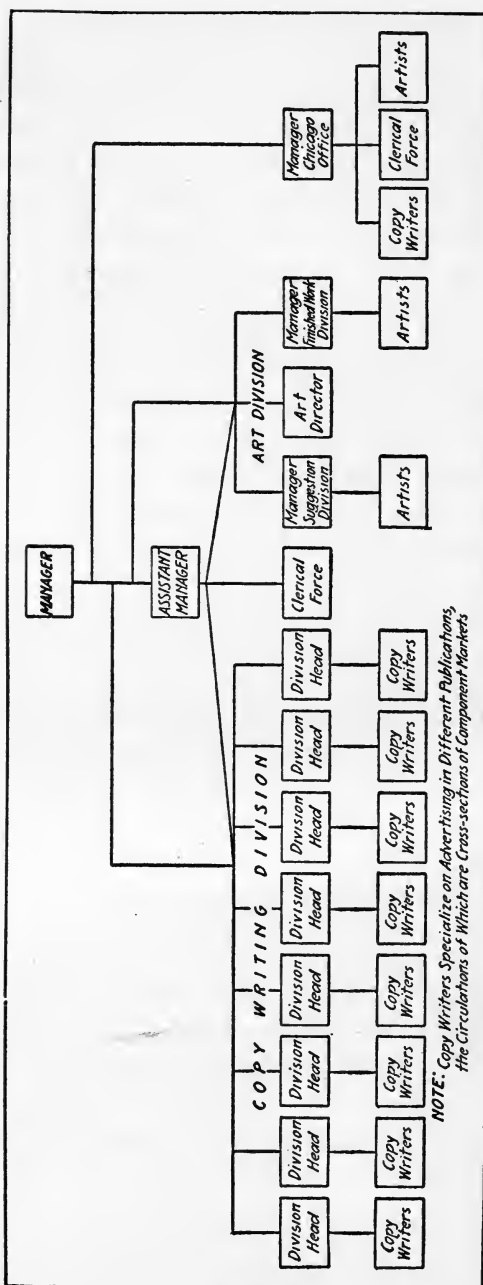 MANAGER
ASSISTANT
MANAGER
COPY WRITING DIVISION
ART DIVISION
Division
Head
Division
Head
Division
Head
Division
Head
Division
Head
Division
Head
Division
Head
Division
Head
Clerical
Force
Manager
Suggestion
Division
Art
Director
Manager
Finished Work
Division
Manager
Chicago
Office
Copy
Writers
Copy
Writers
Copy
Writers
Copy
Writers
Copy
Writers
Copy
Writers
Copy
Writers
Copy
Writers
Artists
Artists
Copy
Writers
Clerical
Force
Artists
NOTE: Copy Writers Specialize on Advertising in Different Publications,
the Circulations of Which are Cross-sections of Component Markets